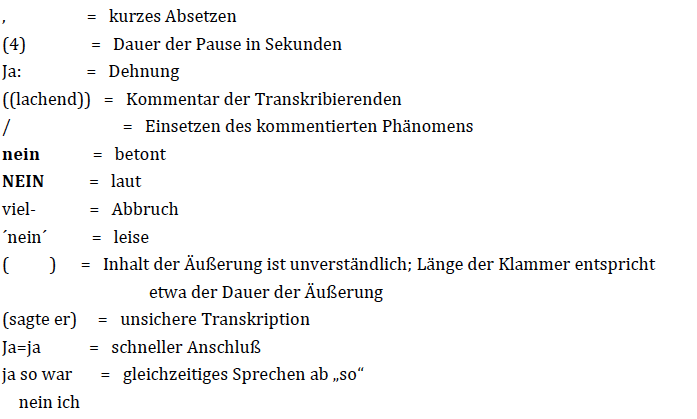 , = kurzes Absetzen
(4) = Dauer der Pause in Sekunden
Ja: = Dehnung
((lachend)) = Kommentar der Transkribierenden
/ = Einsetzen des kommentierten Phänomens
nein = betont
NEIN = laut
viel- = Abbruch
´nein´ = leise
( ) = Inhalt der Äußerung ist unverständlich; Länge der Klammer entspricht
etwa der Dauer der Äußerung
(sagte er) = unsichere Transkription
Ja=ja = schneller Anschluß
ja so war = gleichzeitiges Sprechen ab „so“
nein ich